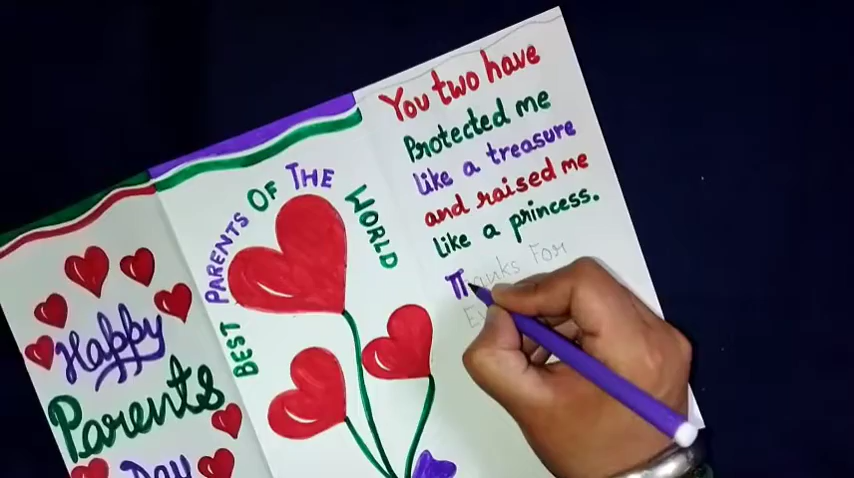 Happy
Parents
Day
BEST PARENTS OF THE WORLD
You two have
Protected me
like a treasure
and raised me
like a princess.
Thanks For